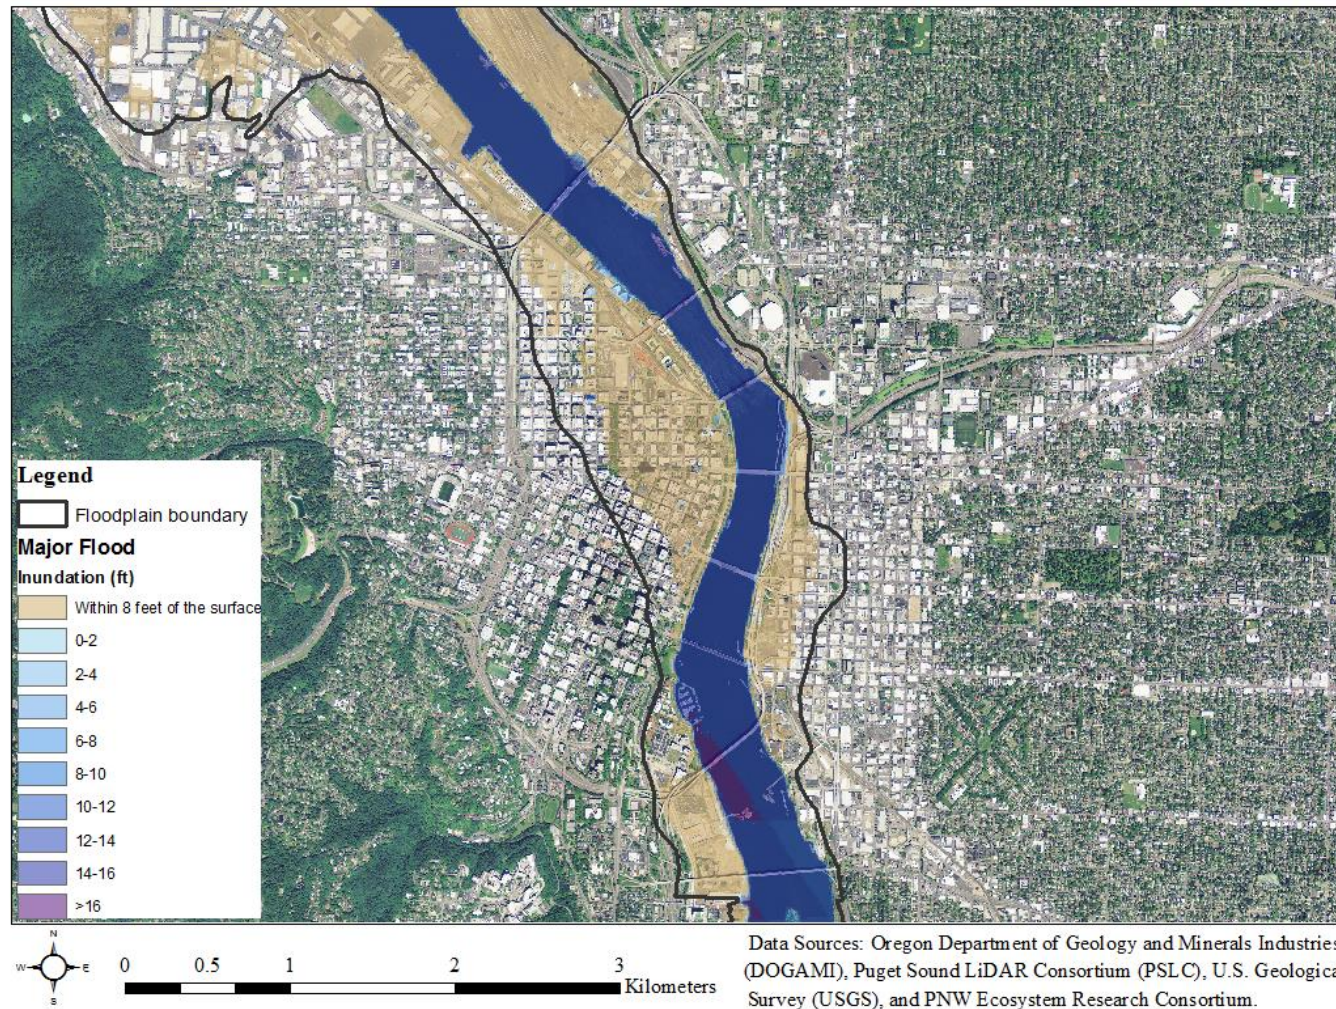 Legend
Floodplain boundary
Major Flood
Inundation (ft)
Within 8 feet of the surface
0-2
2-4
4-6
6-8
8-10
10-12
12-14
14-16
>16
N
W
E
S
0
0.5
1
2
3
Kilometers
Data Sources: Oregon Department of Geology and Minerals Industries
(DOGAMI), Puget Sound LiDAR Consortium (PSLC), U.S. Geologica
Survey (USGS), and PNW Ecosystem Research Consortium.